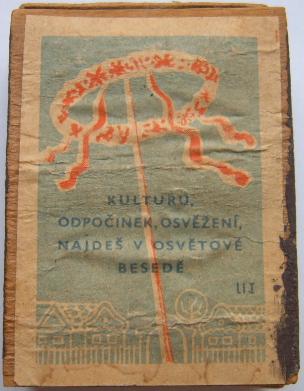 KULTURU,
ODPOČINEK, OSVĚŽENÍ,
NAJDEŠ V OSVĚTOVÉ
BESEDĚ